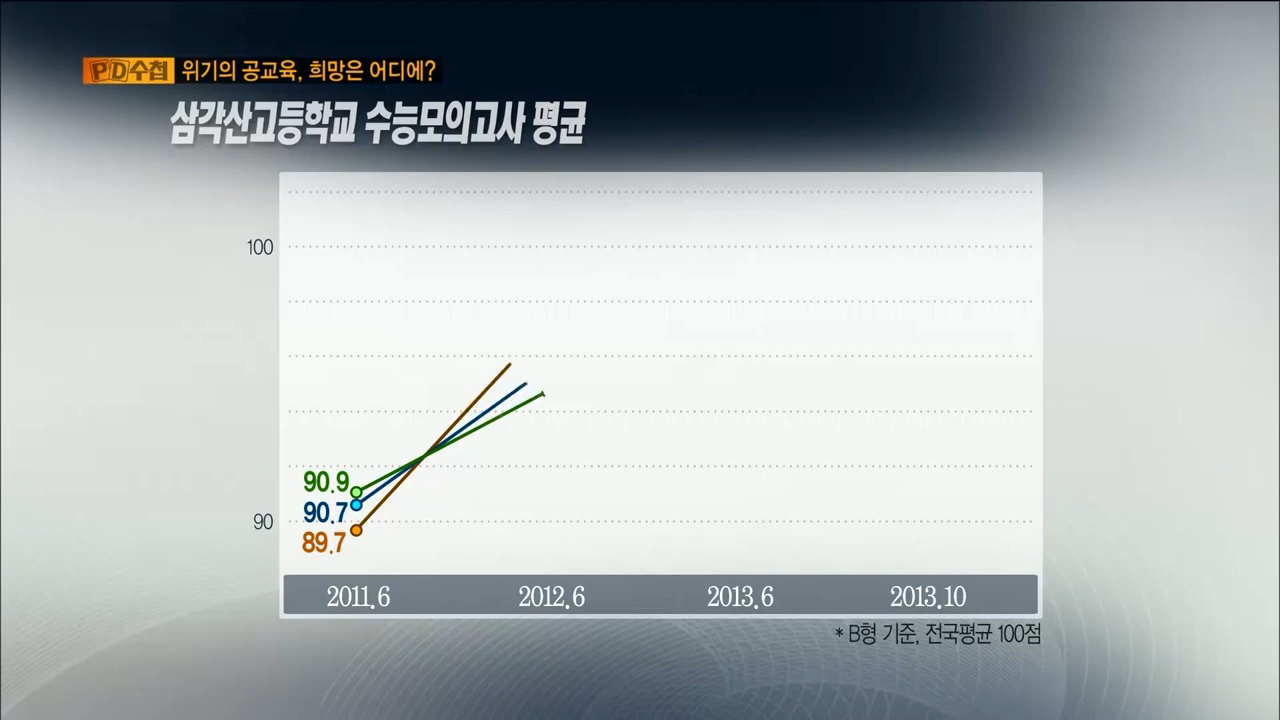 PD수첩 위기의 공교육, 희망은 어디에?
삼각산고등학교 수능모의고사 평균
100
90.9
90.7
90
89.7
2011.6 2012.6 2013.6 2013.10
* B형 기준, 전국평균 100점